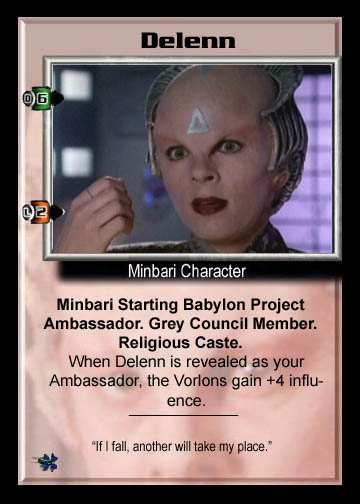 Delenn
D 6
L 2
Minbari Character
Minbari Starting Babylon Project
Ambassador. Grey Council Member.
Religious Caste.
When Delenn is revealed as your
Ambassador, the Vorlons gain +4 influ-
ence.
“If I fall, another will take my place.”